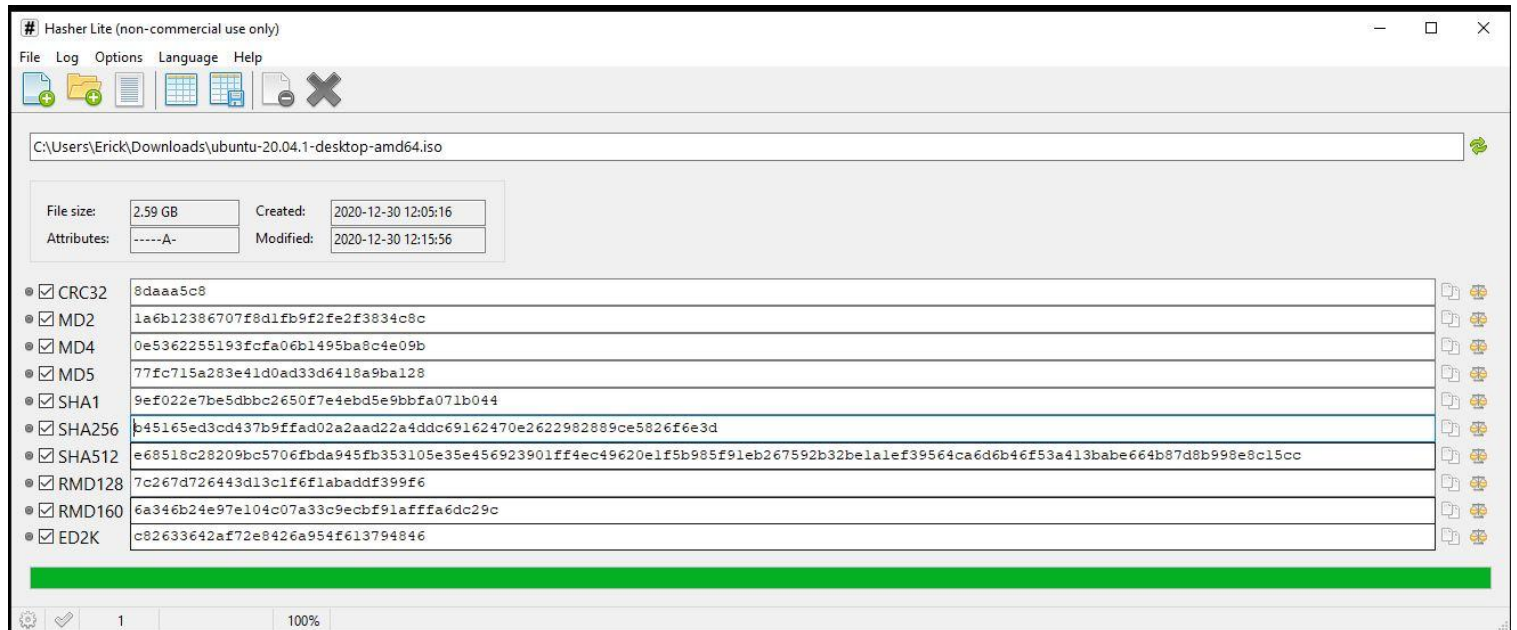 # Hasher Lite (non-commercial use only)
File Log Options Language Help
C:\Users\Erick\Downloads\ubuntu-20.04.1-desktop-amd64.iso
File size: 2.59 GB Created: 2020-12-30 12:05:16
Attributes: -----A- Modified: 2020-12-30 12:15:56
CRC32 8daaa5c8
MD2 1a6b12386707f8d1fb9f2fe2f3834c8c
MD4 0e5362255193fcfa06b1495ba8c4e09b
MD5 77fc715a283e41d0ad33d6418a9ba128
SHA1 9ef022e7be5dbbc2650f7e4ebd5e9bbfa071b044
SHA256 b45165ed3cd437b9ffad02a2aad22a4ddc69162470e2622982889ce5826f6e3d
SHA512 e68518c28209bc5706fbda945fb353105e35e456923901ff4ec49620e1f5b985f91eb267592b32be1a1ef39564ca6d6b46f53a413babe664b87d8b998e8c15cc
RMD128 7c267d726443d13c1f6f1abaddf399f6
RMD160 6a346b24e97e104c07a33c9ecbf91afffa6dc29c
ED2K c82633642af72e8426a954f613794846
1 100%